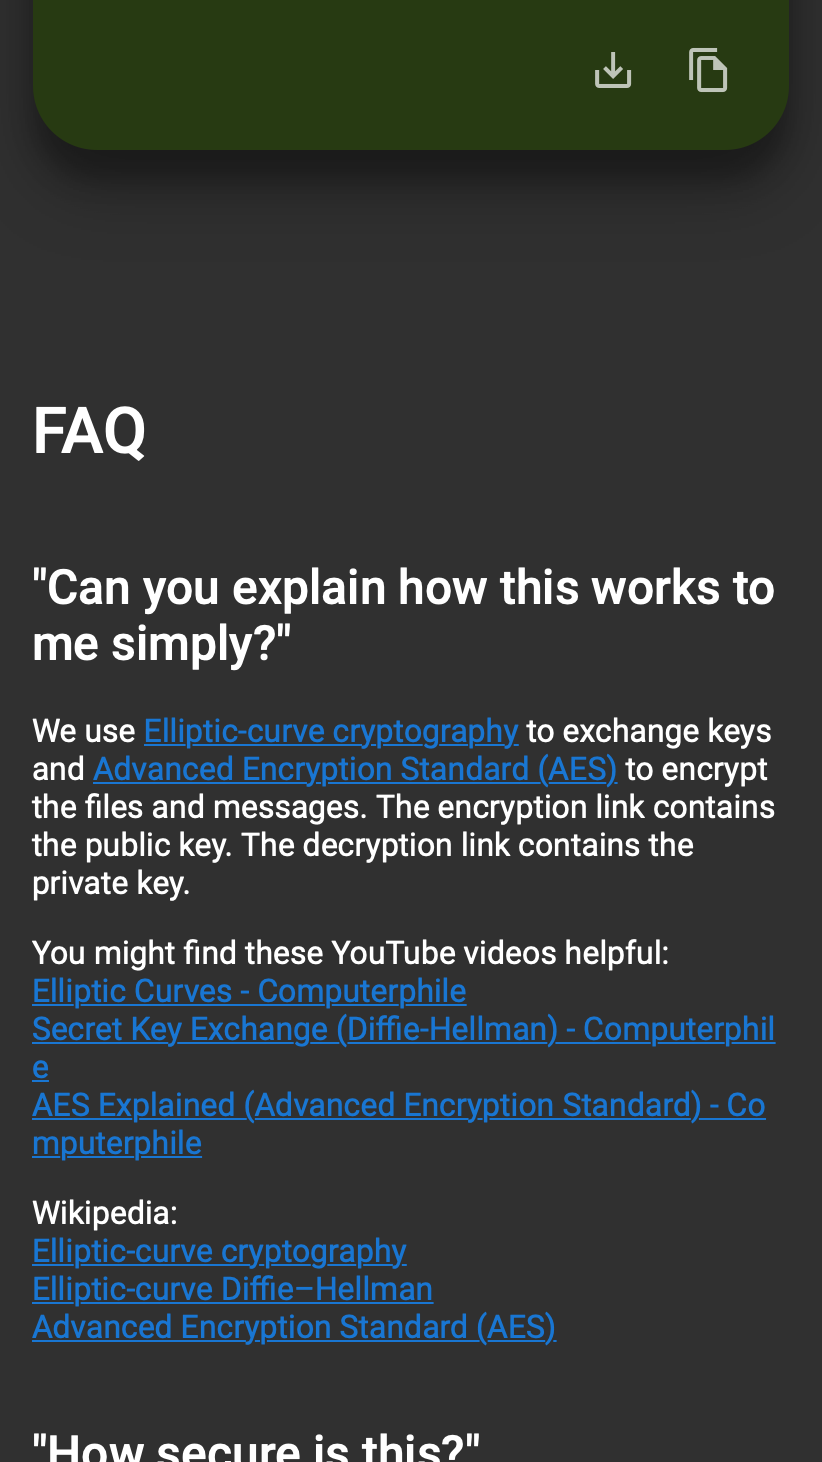 FAQ
"Can you explain how this works to
me simply?"
We use Elliptic-curve cryptography to exchange keys
and Advanced Encryption Standard (AES) to encrypt
the files and messages. The encryption link contains
the public key. The decryption link contains the
private key.
You might find these YouTube videos helpful:
Elliptic Curves - Computerphile
Secret Key Exchange (Diffie-Hellman) - Computerphil
e
AES Explained (Advanced Encryption Standard) - Co
mputerphile
Wikipedia:
Elliptic-curve cryptography
Elliptic-curve Diffie–Hellman
Advanced Encryption Standard (AES)
"How secure is this?"